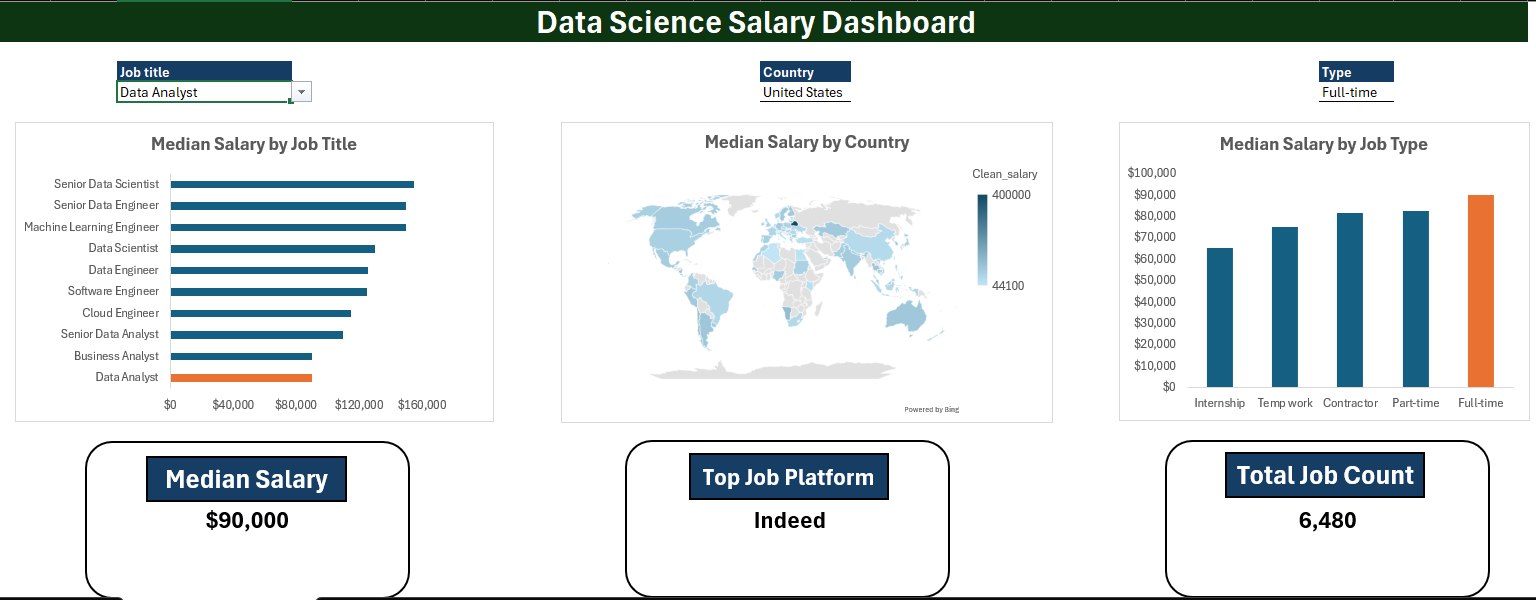 Data Science Salary Dashboard
Job title
Data Analyst
Country
United States
Type
Full-time
Median Salary by Job Title
Senior Data Scientist
Senior Data Engineer
Machine Learning Engineer
Data Scientist
Data Engineer
Software Engineer
Cloud Engineer
Senior Data Analyst
Business Analyst
Data Analyst
$0 $40,000 $80,000 $120,000 $160,000
Median Salary by Country
Clean_salary
400000
44100
Powered by Bing
Median Salary by Job Type
$100,000
$90,000
$80,000
$70,000
$60,000
$50,000
$40,000
$30,000
$20,000
$10,000
$0
Internship Temp work Contractor Part-time Full-time
Median Salary
$90,000
Top Job Platform
Indeed
Total Job Count
6,480